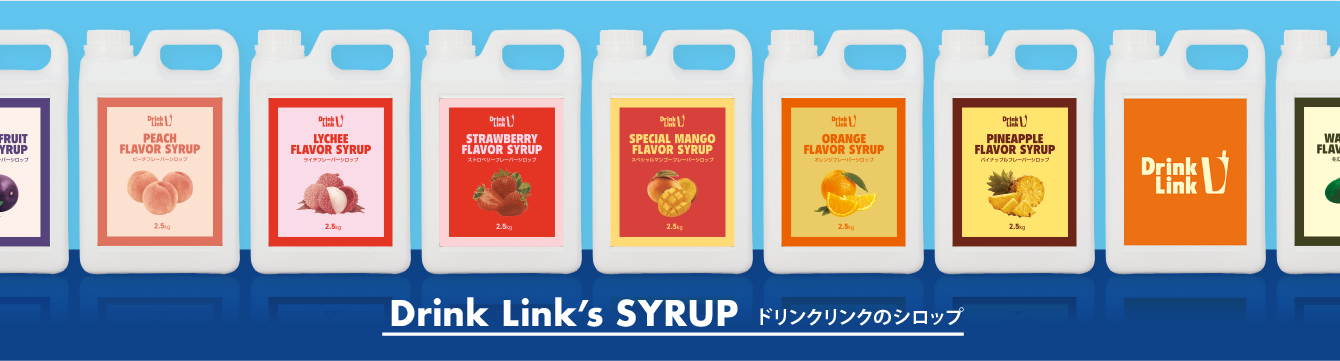 FRUIT
SYRUP
Drink
Link
PEACH
FLAVOR SYRUP
ピーチフレーバーシロップ
2.5kg
Drink
Link
LYCHEE
FLAVOR SYRUP
ライチフレーバーシロップ
2.5kg
Drink
Link
STRAWBERRY
FLAVOR SYRUP
ストロベリーフレーバーシロップ
2.5kg
Drink
Link
SPECIAL MANGO
FLAVOR SYRUP
スペシャルマンゴーフレーバーシロップ
2.5kg
Drink
Link
ORANGE
FLAVOR SYRUP
オレンジフレーバーシロップ
2.5kg
Drink
Link
PINEAPPLE
FLAVOR SYRUP
パイナップルフレーバーシロップ
2.5kg
Drink
Link
WA
FLAV
Drink Link's SYRUP ドリンクリンクのシロップ